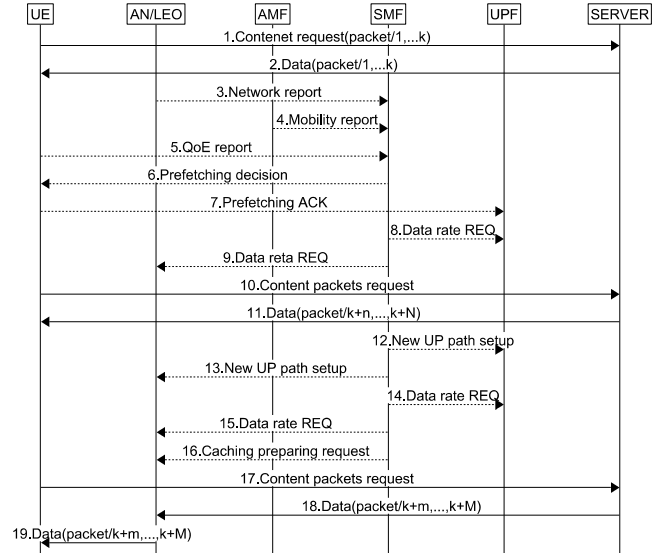 UE AN/LEO AMF SMF UPF SERVER
1.Contenet request(packet/1,...k)
2.Data(packet/1,...k)
3.Network report
4.Mobility report
5.QoE report
6.Prefetching decision
7.Prefetching ACK
8.Data rate REQ
9.Data reta REQ
10.Content packets request
11.Data(packet/k+n,...,k+N)
12.New UP path setup
13.New UP path setup
14.Data rate REQ
15.Data rate REQ
16.Caching preparing request
17.Content packets request
18.Data(packet/k+m,...,k+M)
19.Data(packet/k+m,...,k+M)